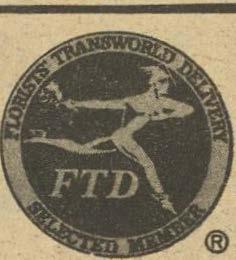 FLORISTS' TRANSWORLD DELIVERY
FTD
SELECTED MEMBER
®